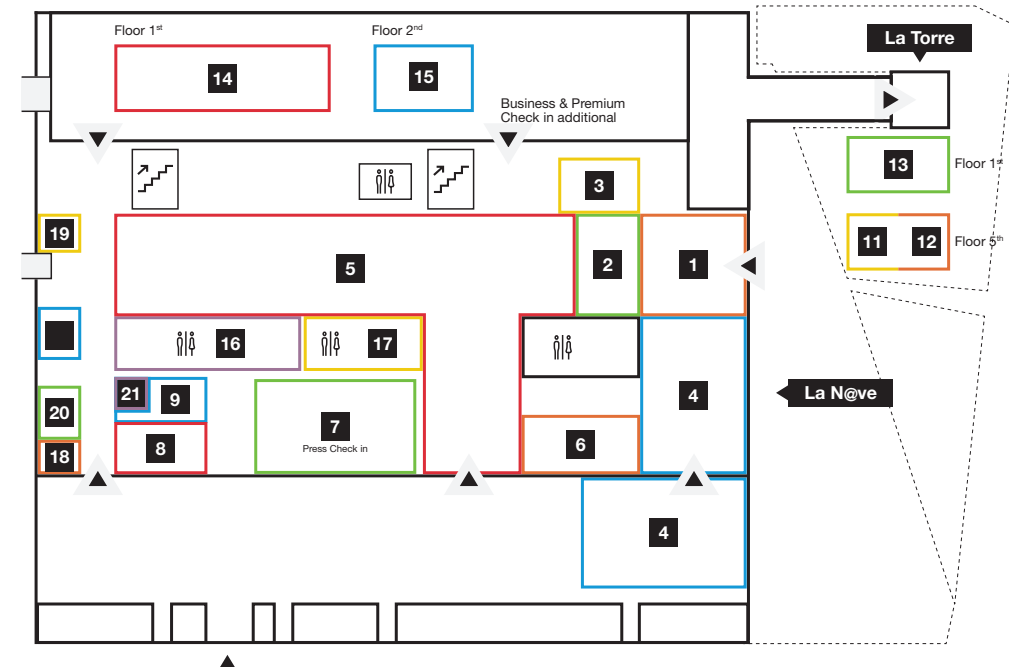 Floor 1st
Floor 2nd
La Torre
14
15
Business & Premium
Check in additional
13
Floor 1st
3
19
11
12
Floor 5th
5
2
1
16
17
21
9
4
La N@ve
20
7
Press Check in
8
6
18
4